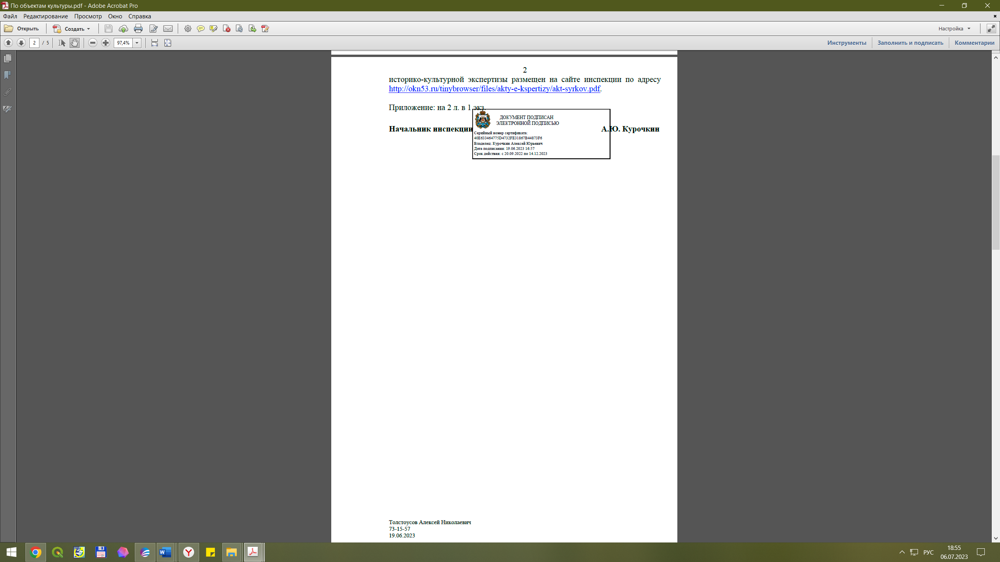 По объектам культуры.pdf - Adobe Acrobat Pro
Файл Редактирование Просмотр Окно Справка
Открыть Создать Настройка
2 / 5 97,4% Инструменты Заполнить и подписать Комментарии
2
историко-культурной экспертизы размещен на сайте инспекции по адресу
http://okn53.ru/tinybrowser/files/akty-e-kspertizy/akt-syrkov.pdf.
Приложение: на 2 л. в 1 экз.
ДОКУМЕНТ ПОДПИСАН
ЭЛЕКТРОННОЙ ПОДПИСЬЮ
Начальник инспекции А.Ю. Курочкин
Серийный номер сертификата:
40E633464775D4732FE31867B44873F6
Владелец: Курочкин Алексей Юрьевич
Дата подписания: 19.06.2023 16:57
Срок действия: с 20.09.2022 по 14.12.2023
Толстоусов Алексей Николаевич
73-15-57
19.06.2023
РУС
18:55
06.07.2023